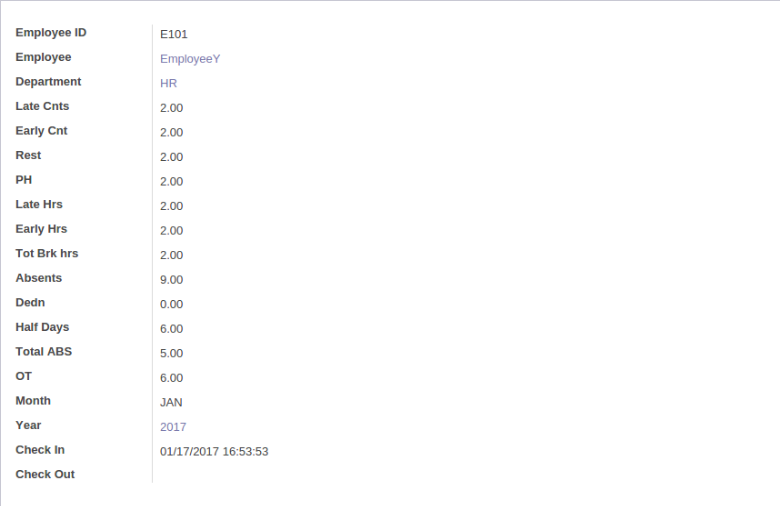 Employee ID E101
Employee EmployeeY
Department HR
Late Cnts 2.00
Early Cnt 2.00
Rest 2.00
PH 2.00
Late Hrs 2.00
Early Hrs 2.00
Tot Brk hrs 2.00
Absents 9.00
Dedn 0.00
Half Days 6.00
Total ABS 5.00
OT 6.00
Month JAN
Year 2017
Check In 01/17/2017 16:53:53
Check Out